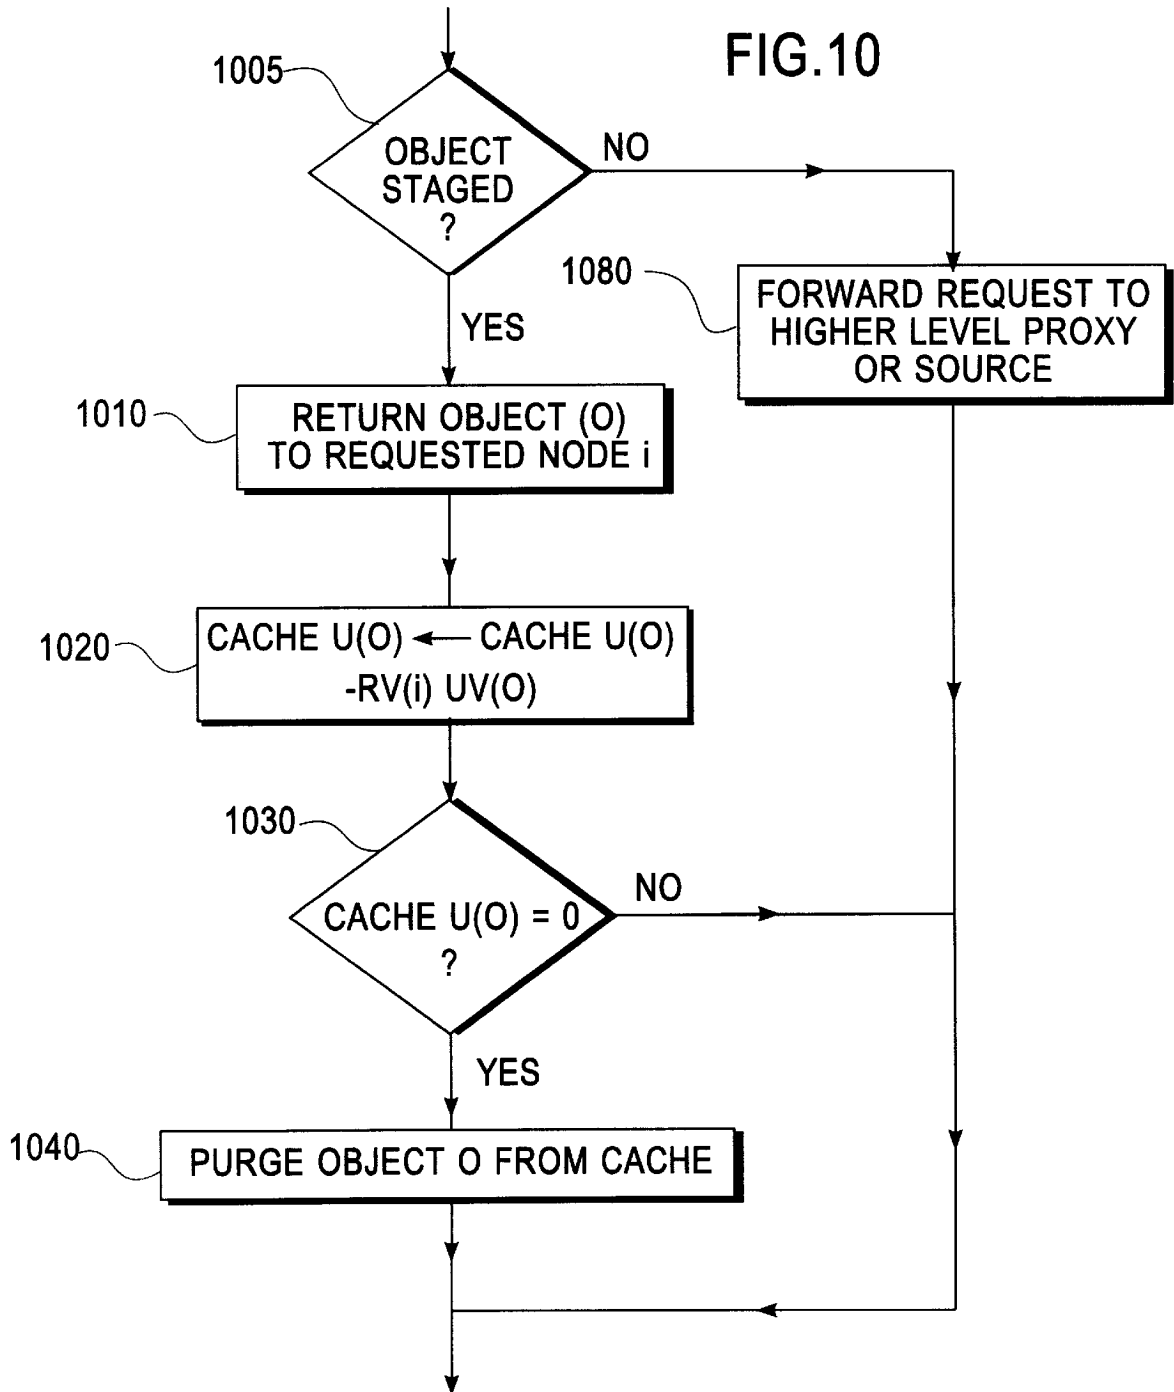 FIG.10
1005
OBJECT
STAGED
?
NO
YES
1080
FORWARD REQUEST TO
HIGHER LEVEL PROXY
OR SOURCE
1010
RETURN OBJECT (O)
TO REQUESTED NODE i
1020
CACHE U(O) ← CACHE U(O)
-RV(i) UV(O)
1030
CACHE U(O) = 0
?
NO
YES
1040
PURGE OBJECT O FROM CACHE